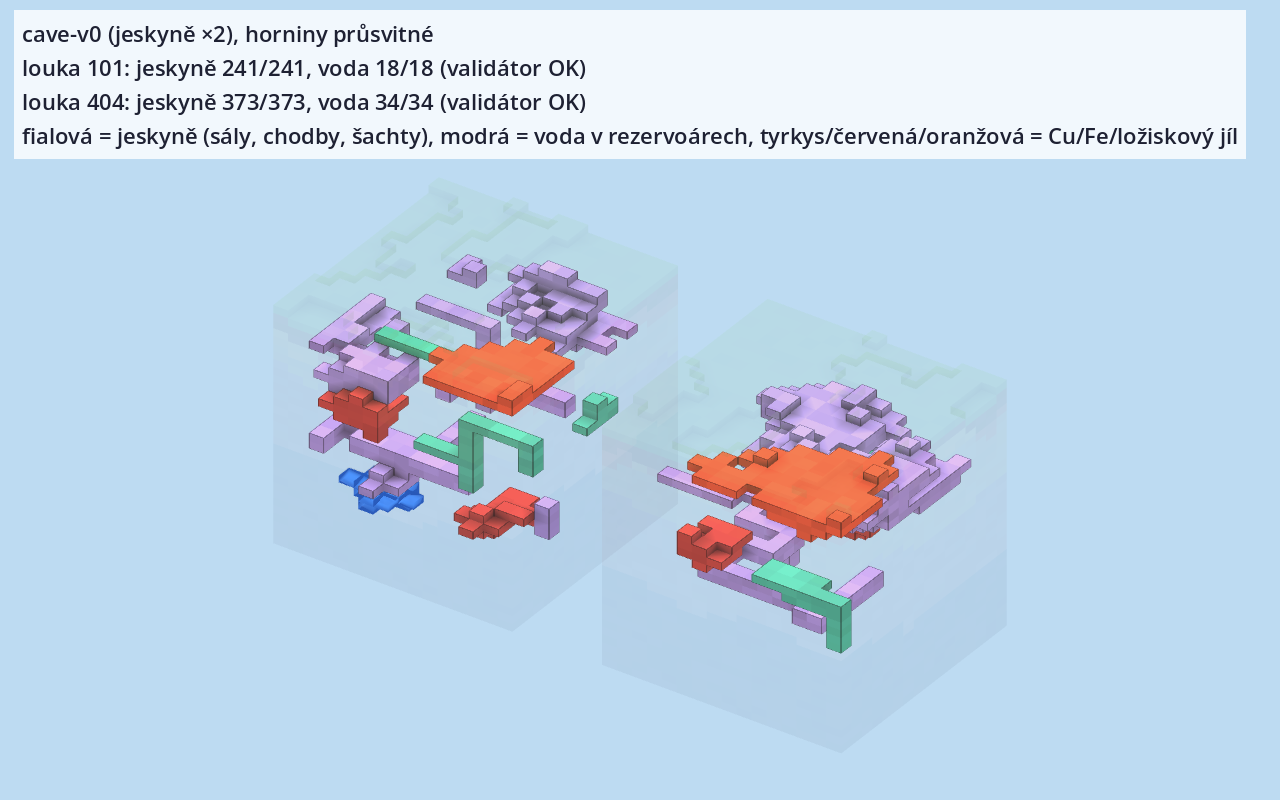 cave-v0 (jeskyně ×2), horniny průsvitné
louka 101: jeskyně 241/241, voda 18/18 (validátor OK)
louka 404: jeskyně 373/373, voda 34/34 (validátor OK)
fialová = jeskyně (sály, chodby, šachty), modrá = voda v rezervoárech, tyrkys/červená/oranžová = Cu/Fe/ložiskový jíl